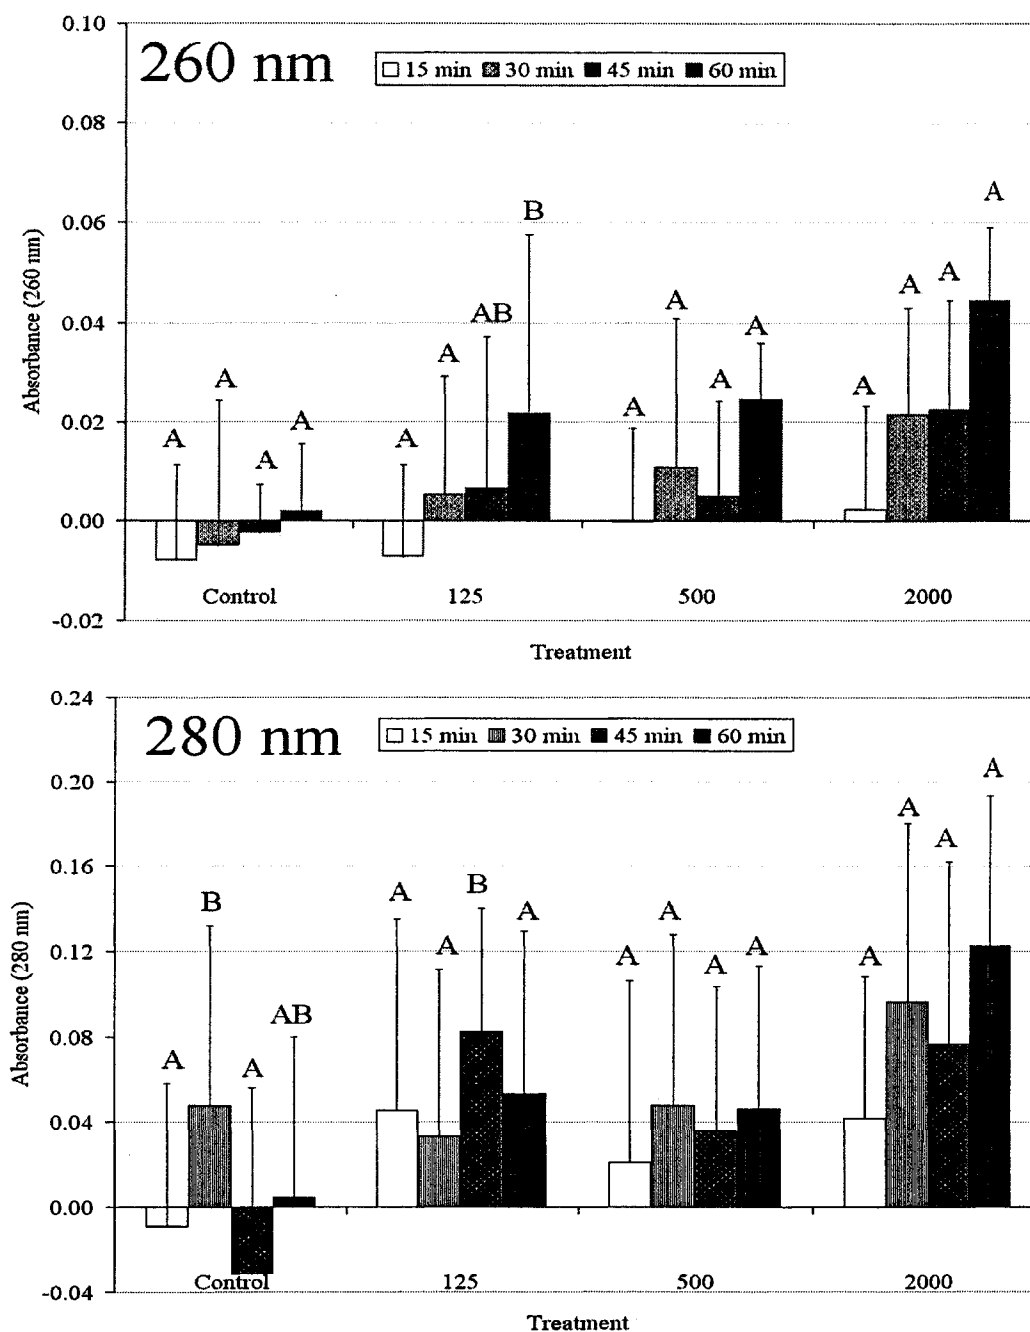 0.10
260 nm
15 min 30 min 45 min 60 min
0.08
0.06
0.04
0.02
0.00
-0.02
Absorbance (260 nm)
A A A A
A A AB B
A A A A
A A A A
Control 125 500 2000
Treatment
0.24
280 nm
15 min 30 min 45 min 60 min
0.20
0.16
0.12
0.08
0.04
0.00
-0.04
Absorbance (280 nm)
A B A AB
A A B A
A A A A
A A A A
Control 125 500 2000
Treatment